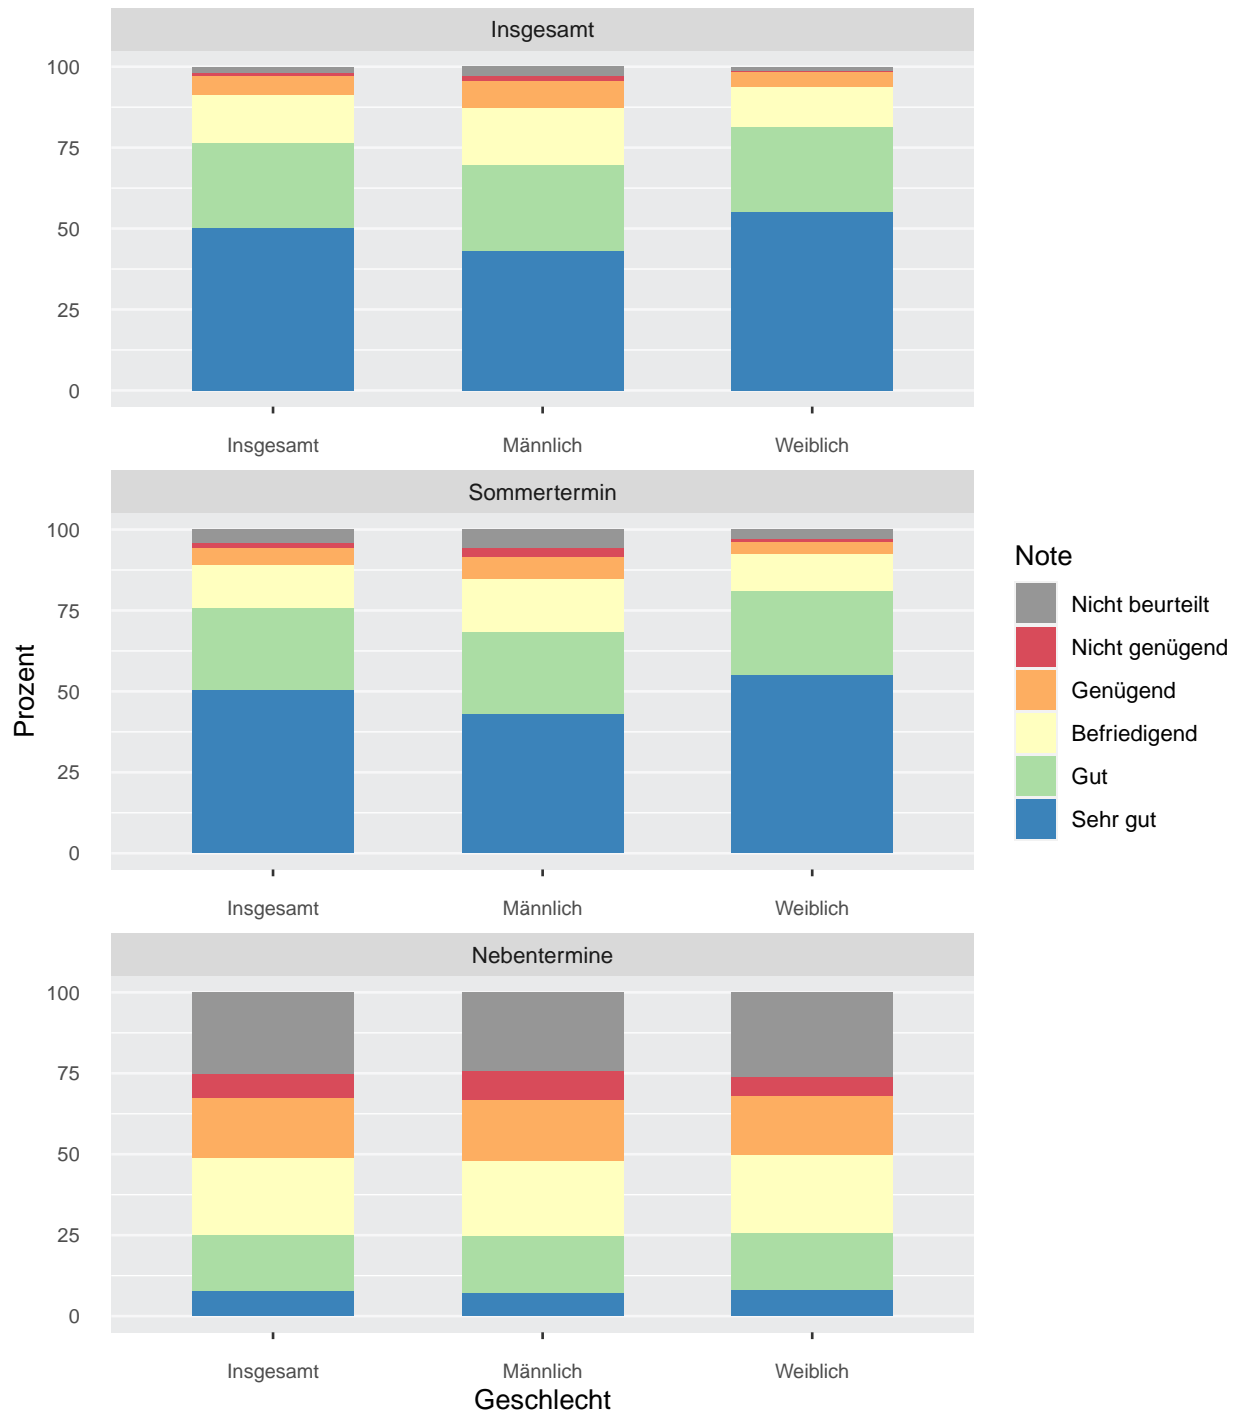 Insgesamt
100
75
50
25
0
Insgesamt Männlich Weiblich
Sommertermin
100
75
50
25
0
Insgesamt Männlich Weiblich
Nebentermine
100
75
50
25
0
Insgesamt Männlich Weiblich
Geschlecht
Prozent
Note
Nicht beurteilt
Nicht genügend
Genügend
Befriedigend
Gut
Sehr gut